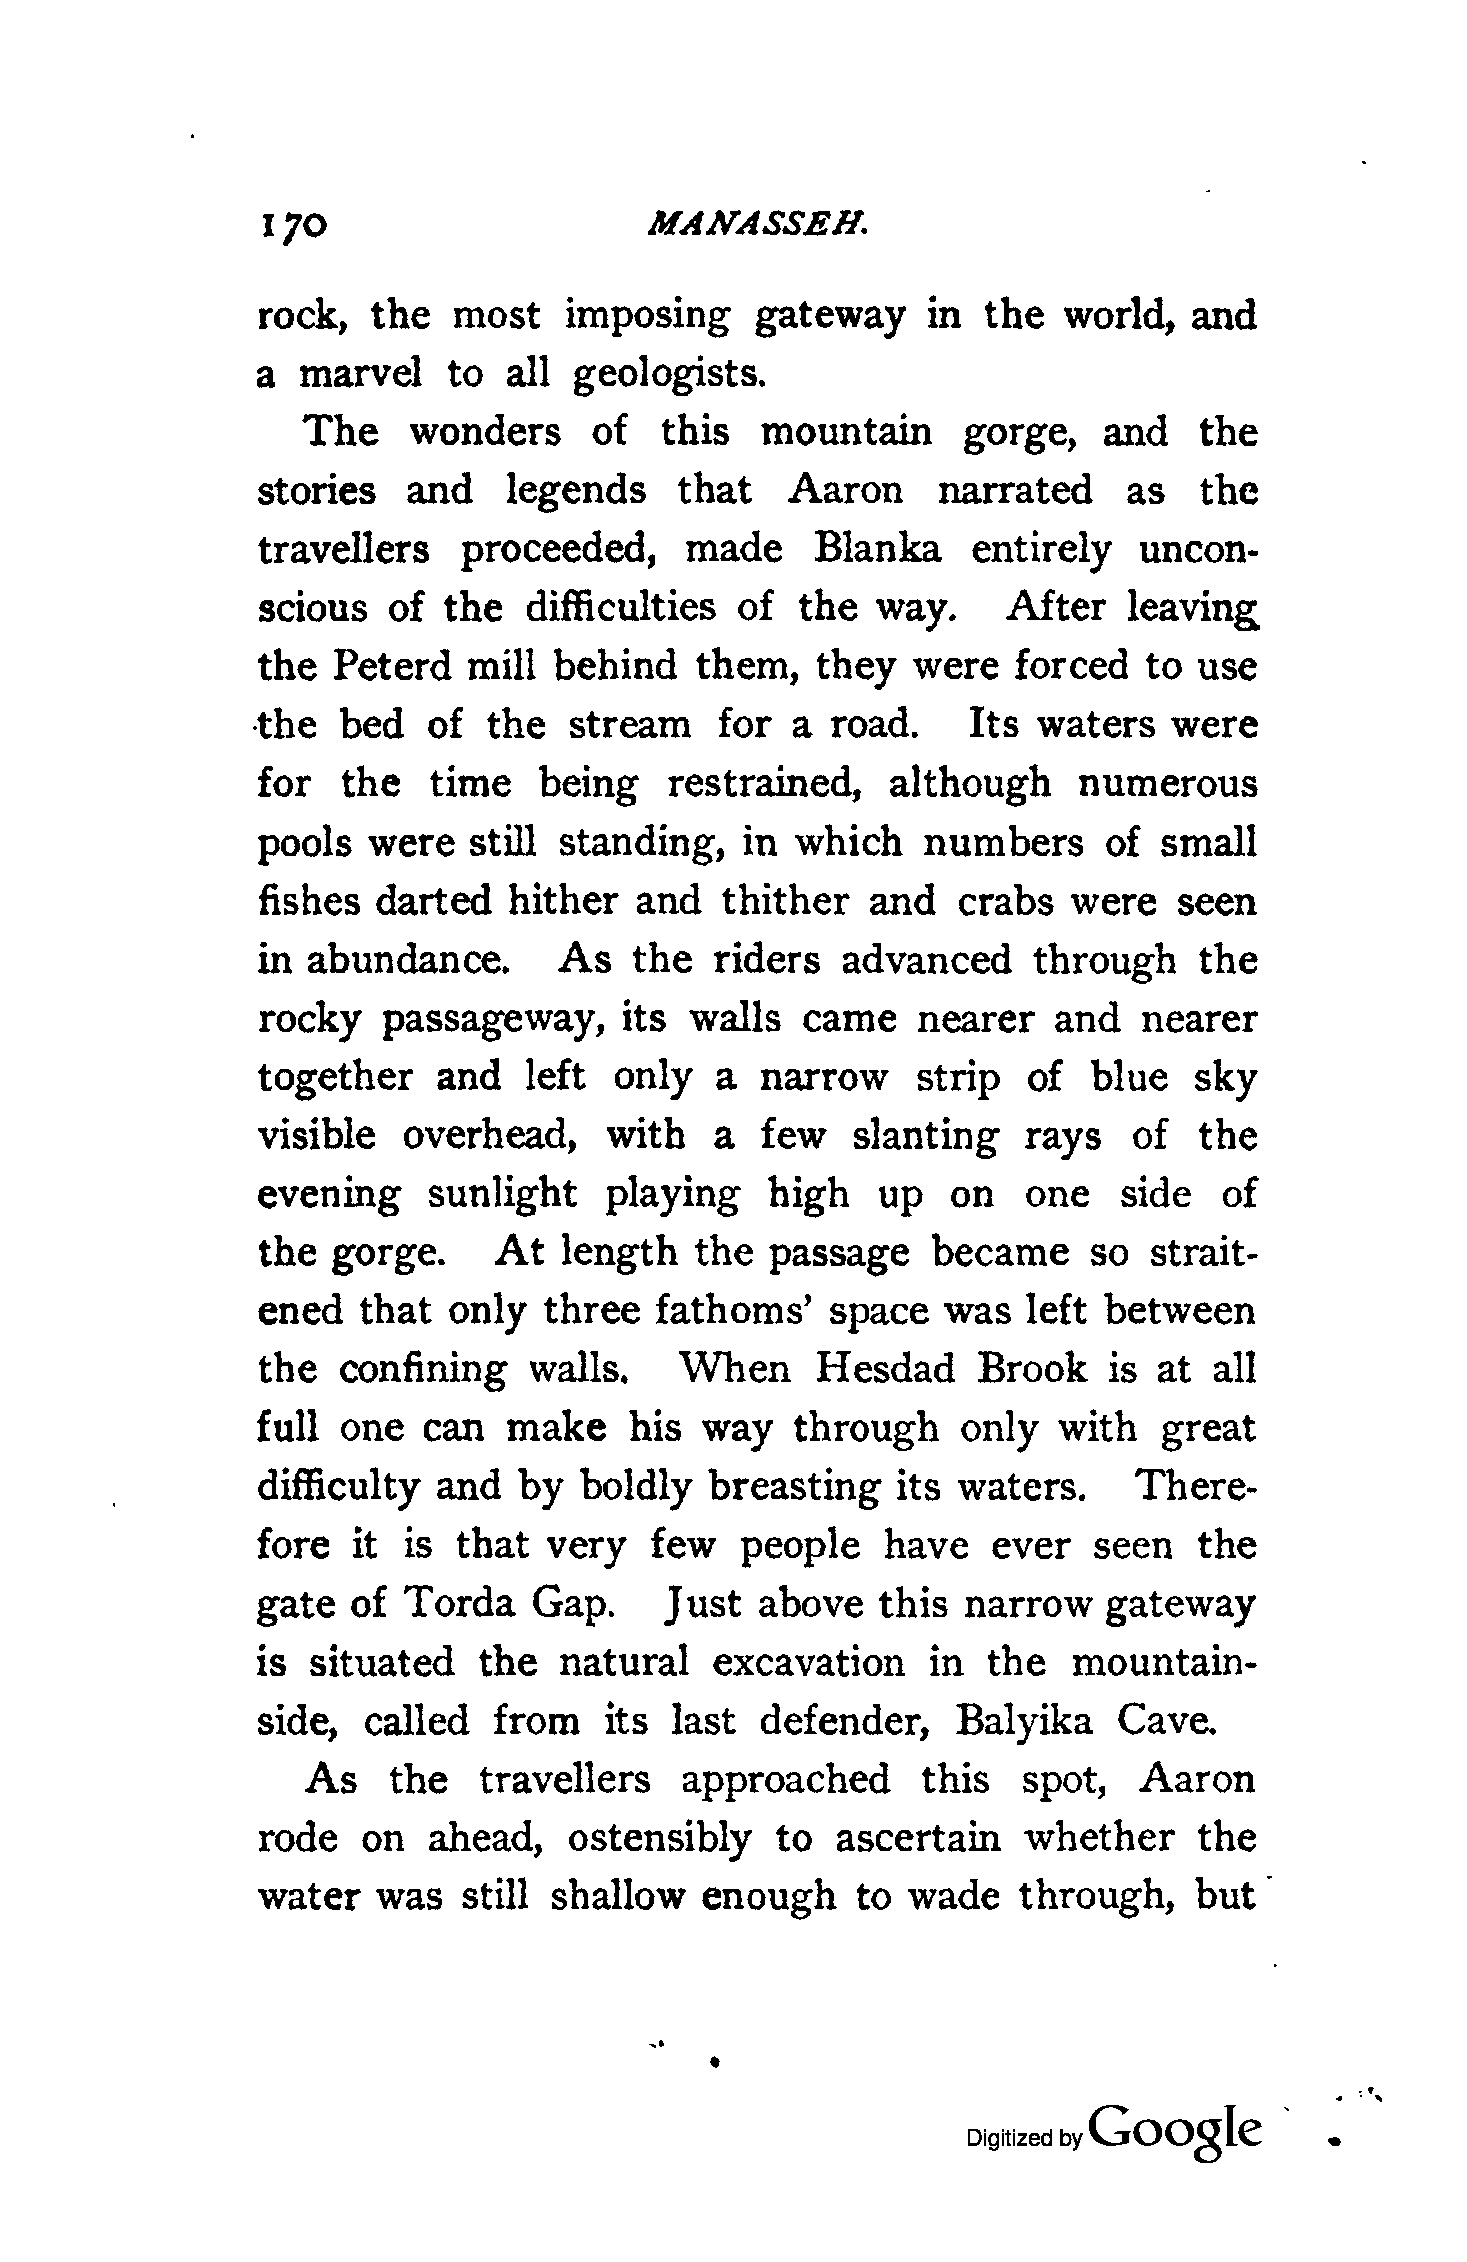 170 MANASSEH.
rock, the most imposing gateway in the world, and
a marvel to all geologists.
The wonders of this mountain gorge, and the
stories and legends that Aaron narrated as the
travellers proceeded, made Blanka entirely uncon-
scious of the difficulties of the way. After leaving
the Peterd mill behind them, they were forced to use
the bed of the stream for a road. Its waters were
for the time being restrained, although numerous
pools were still standing, in which numbers of small
fishes darted hither and thither and crabs were seen
in abundance. As the riders advanced through the
rocky passageway, its walls came nearer and nearer
together and left only a narrow strip of blue sky
visible overhead, with a few slanting rays of the
evening sunlight playing high up on one side of
the gorge. At length the passage became so strait-
ened that only three fathoms' space was left between
the confining walls. When Hesdad Brook is at all
full one can make his way through only with great
difficulty and by boldly breasting its waters. There-
fore it is that very few people have ever seen the
gate of Torda Gap. Just above this narrow gateway
is situated the natural excavation in the mountain-
side, called from its last defender, Balyika Cave.
As the travellers approached this spot, Aaron
rode on ahead, ostensibly to ascertain whether the
water was still shallow enough to wade through, but
Digitized by Google